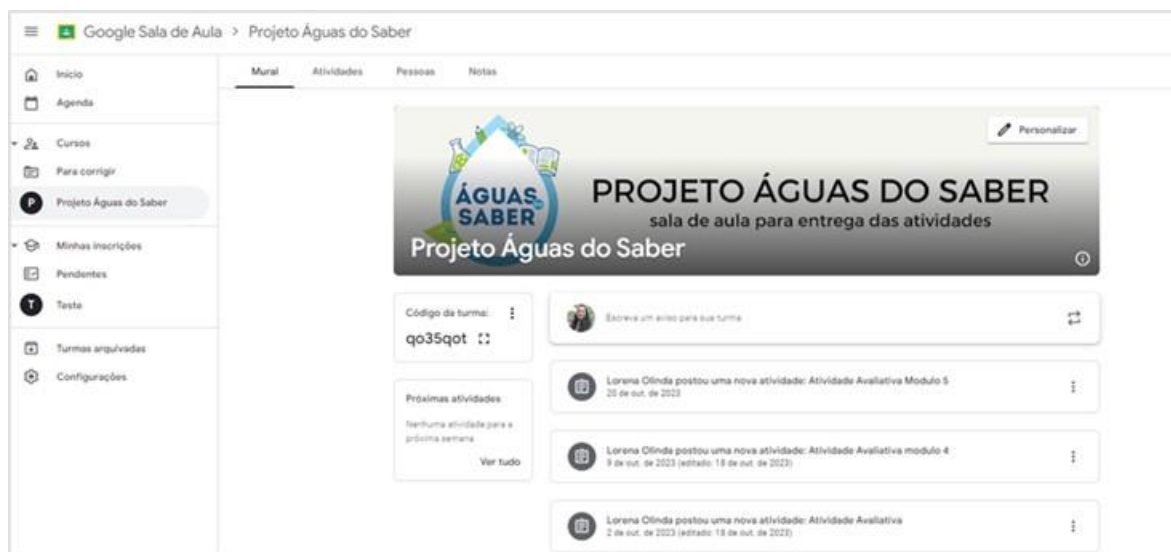 Google Sala de Aula > Projeto Águas do Saber
Início
Agenda
Cursos
Para corrigir
P
Projeto Águas do Saber
Minhas inscrições
Pendentes
T
Teste
Turmas arquivadas
Configurações
Mural
Atividades
Pessoas
Notas
Personalizar
ÁGUAS
SABER
PROJETO ÁGUAS DO SABER
sala de aula para entrega das atividades
Projeto Águas do Saber
Código da turma:
qo35qot
Próximas atividades
Nenhuma atividade para a
próxima semana
Ver tudo
Escreva um aviso para sua turma
Lorena Olinda postou uma nova atividade: Atividade Avaliativa Modulo 5
20 de out. de 2023
Lorena Olinda postou uma nova atividade: Atividade Avaliativa modulo 4
9 de out. de 2023 (editado: 18 de out. de 2023)
Lorena Olinda postou uma nova atividade: Atividade Avaliativa
2 de out. de 2023 (editado: 18 de out. de 2023)